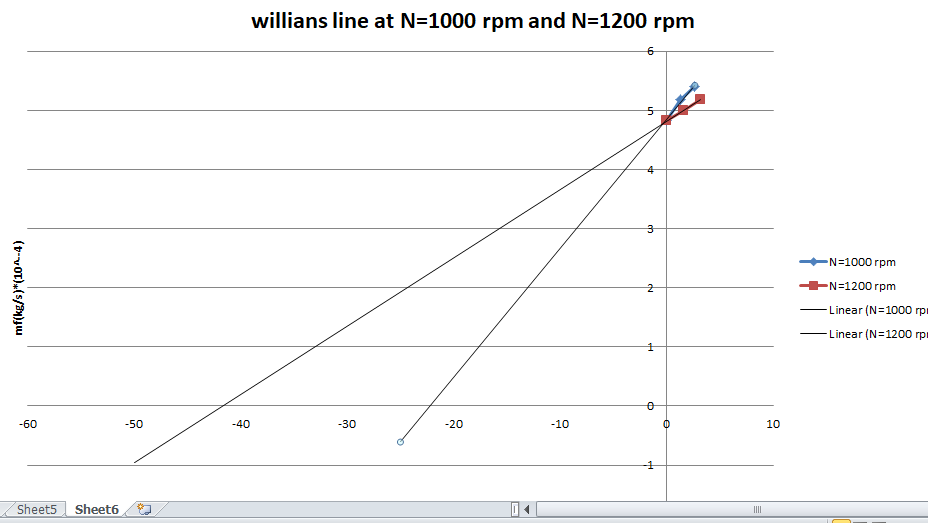 willians line at N=1000 rpm and N=1200 rpm
6
5
4
3
2
1
0
-1
-60 -50 -40 -30 -20 -10 0 10
mf(kg/s)*(10^-4)
N=1000 rpm
N=1200 rpm
Linear (N=1000 rpm
Linear (N=1200 rpm
Sheet5 Sheet6